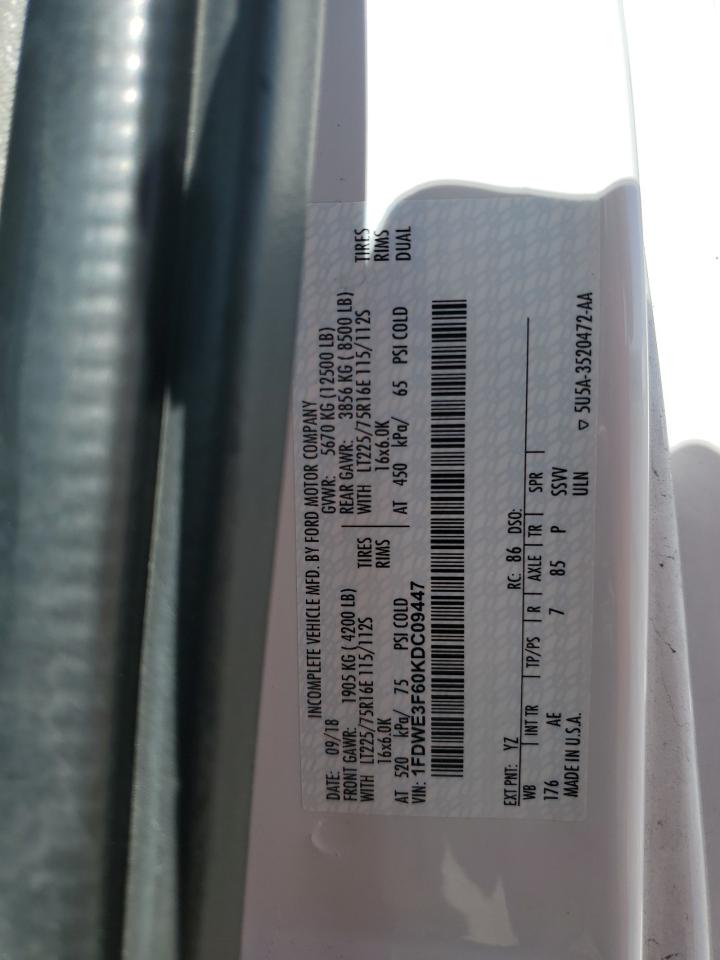 INCOMPLETE VEHICLE MFD. BY FORD MOTOR COMPANY
DATE: 09/18 GVWR: 5670 KG (12500 LB)
FRONT GAWR: 1905 KG ( 4200 LB) REAR GAWR: 3856 KG ( 8500 LB)
WITH LT225/75R16E 115/112S TIRES WITH LT225/75R16E 115/112S TIRES
16x6.0K RIMS 16x6.0K RIMS
AT 520 kPa/ 75 PSI COLD AT 450 kPa/ 65 PSI COLD DUAL
VIN: 1FDWE3F60KDC09447
EXT PNT: YZ RC: 86 DSO:
WB INT TR TP/PS R AXLE TR SPR
176 AE 7 85 P SSW
MADE IN U.S.A. ULN
▽ 5U5A-3520472-AA